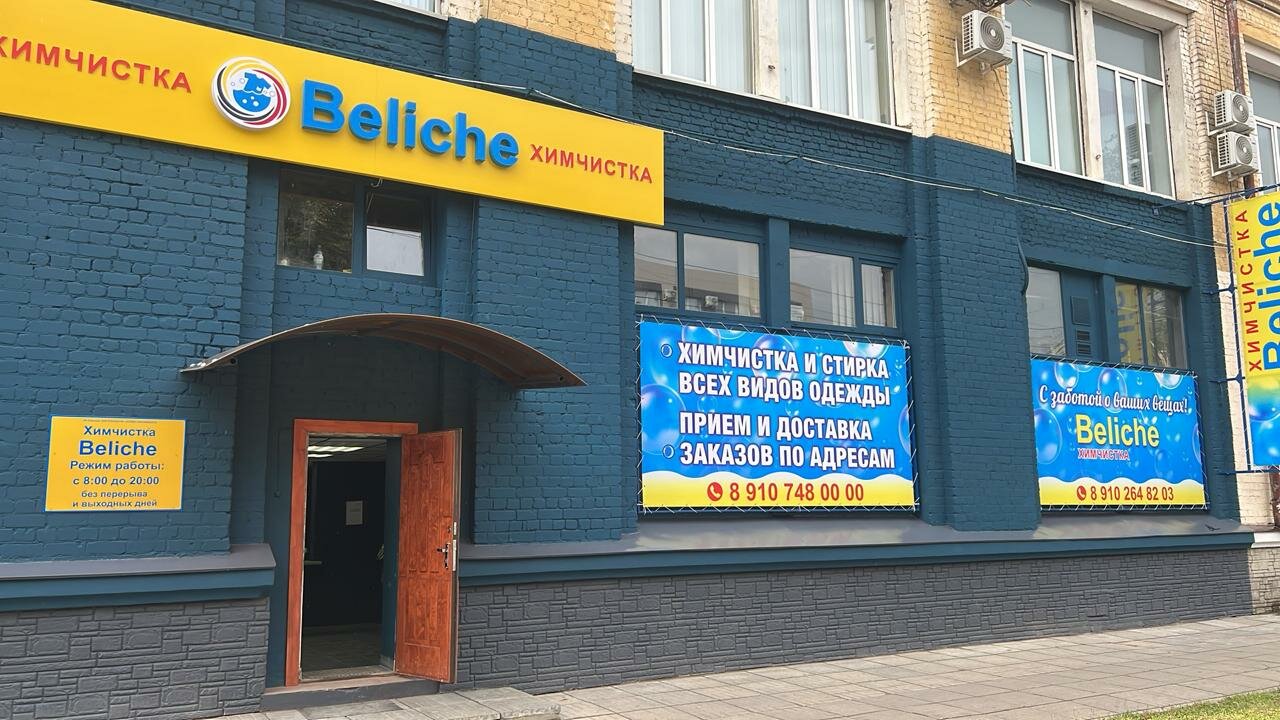 ХИМЧИСТКА
Beliche
ХИМЧИСТКА
Химчистка
Beliche
Режим работы:
с 8:00 до 20:00
без перерыва
и выходных дней
ХИМЧИСТКА И СТИРКА
ВСЕХ ВИДОВ ОДЕЖДЫ
ПРИЕМ И ДОСТАВКА
ЗАКАЗОВ ПО АДРЕСАМ
8 910 748 00 00
С заботой о ваших вещах!
Beliche
ХИМЧИСТКА
8 910 264 82 03
ХИМЧИСТКА
Beliche